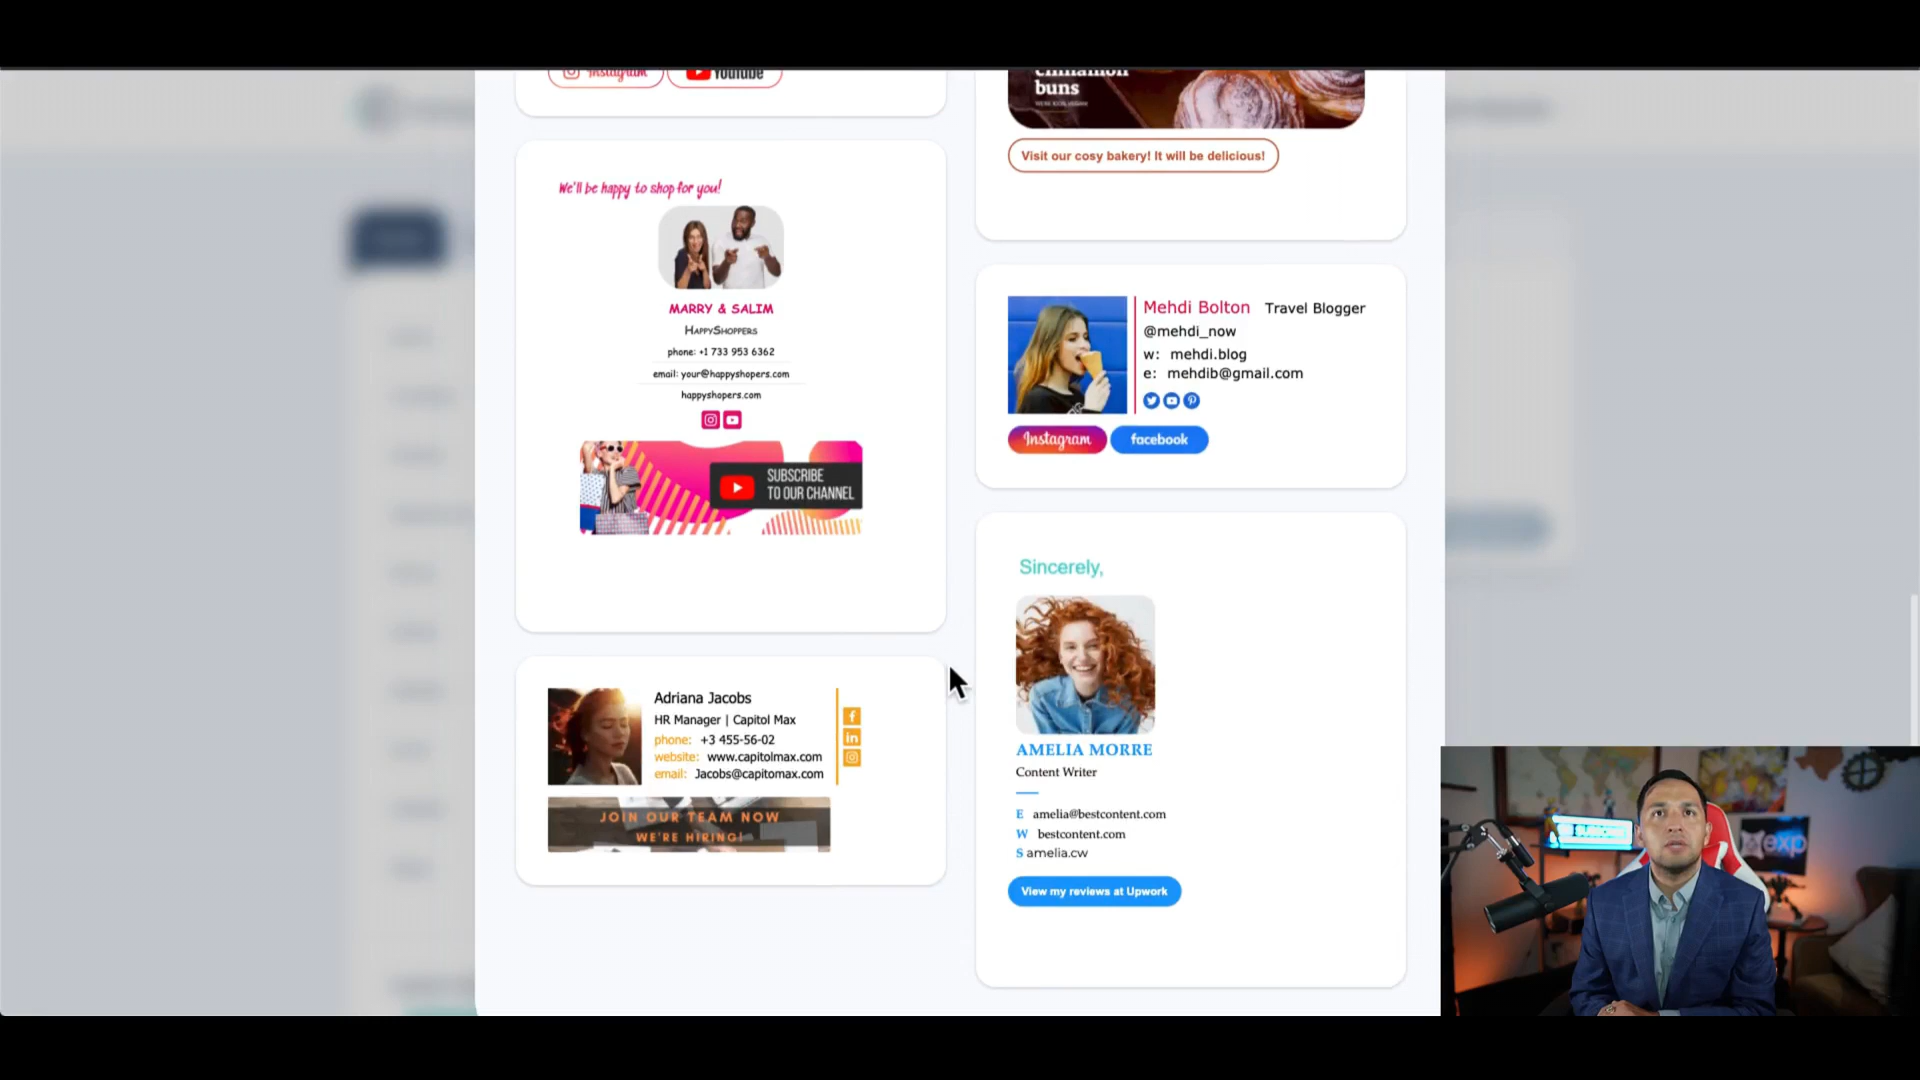 Instagram
YouTube
We'll be happy to shop for you!
MARRY & SALIM
HAPPYSHOPPERS
phone: +1 733 953 6362
email: your@happyshopers.com
happyshopers.com
SUBSCRIBE
TO OUR CHANNEL
Adriana Jacobs
HR Manager | Capitol Max
phone: +3 455-56-02
website: www.capitolmax.com
email: Jacobs@capitomax.com
JOIN OUR TEAM NOW
WE'RE HIRING!
cinnamon
buns
Visit our cosy bakery! It will be delicious!
Mehdi Bolton Travel Blogger
@mehdi_now
w: mehdi.blog
e: mehdib@gmail.com
Instagram
facebook
Sincerely,
AMELIA MORRE
Content Writer
E amelia@bestcontent.com
W bestcontent.com
S amelia.cw
View my reviews at Upwork
exp